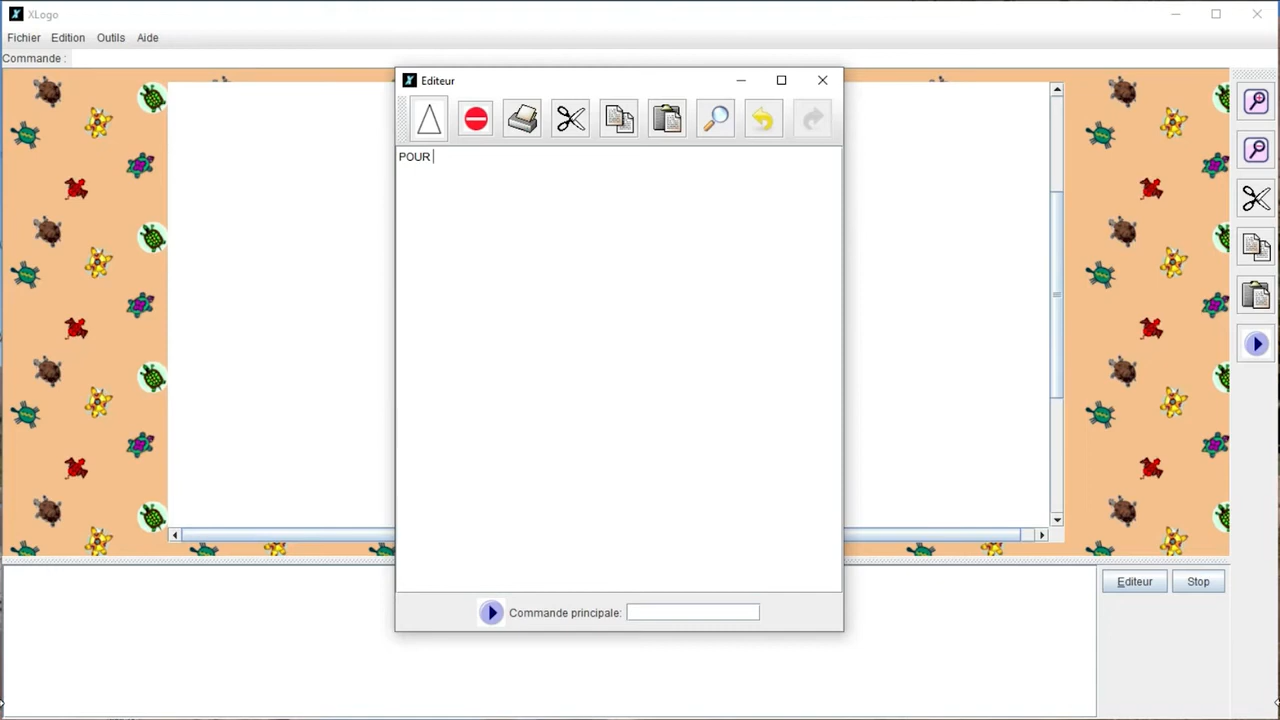 XLogo
Fichier Edition Outils Aide
Commande :
Editeur
POUR
Commande principale:
Editeur Stop